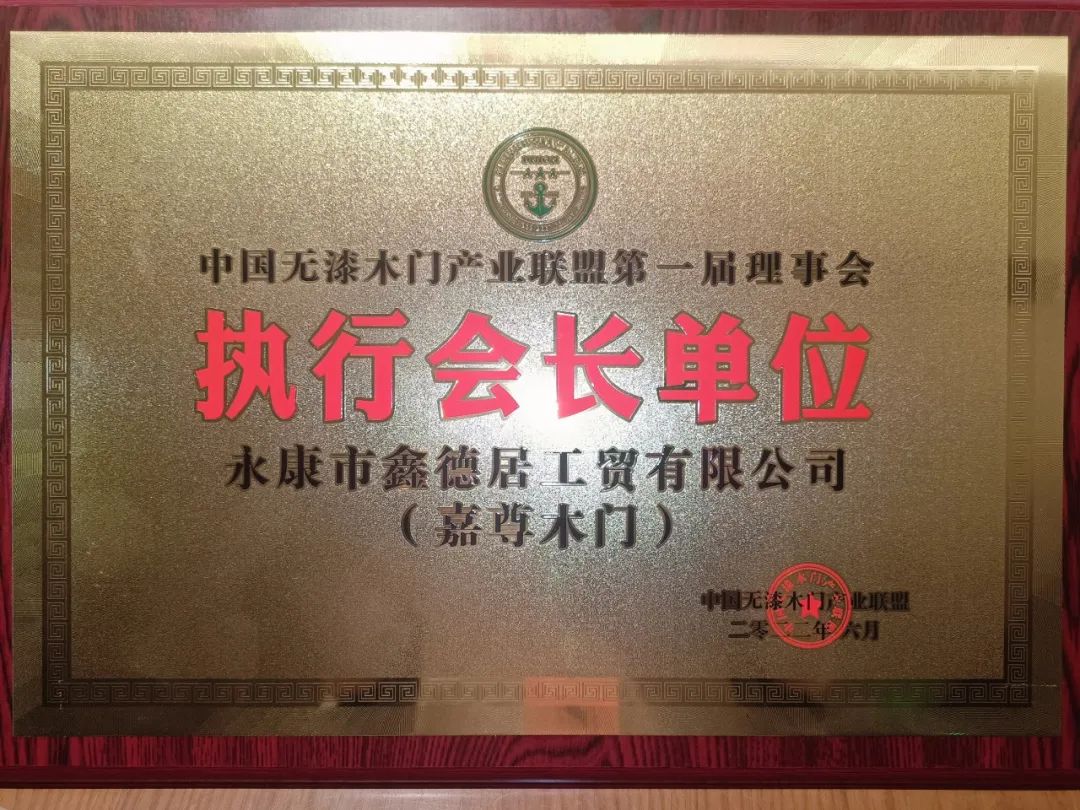 中国无漆木门产业联盟第一届理事会
执行会长单位
永康市鑫德居工贸有限公司
（嘉尊木门）
中国无漆木门产业联盟
二零二二年六月